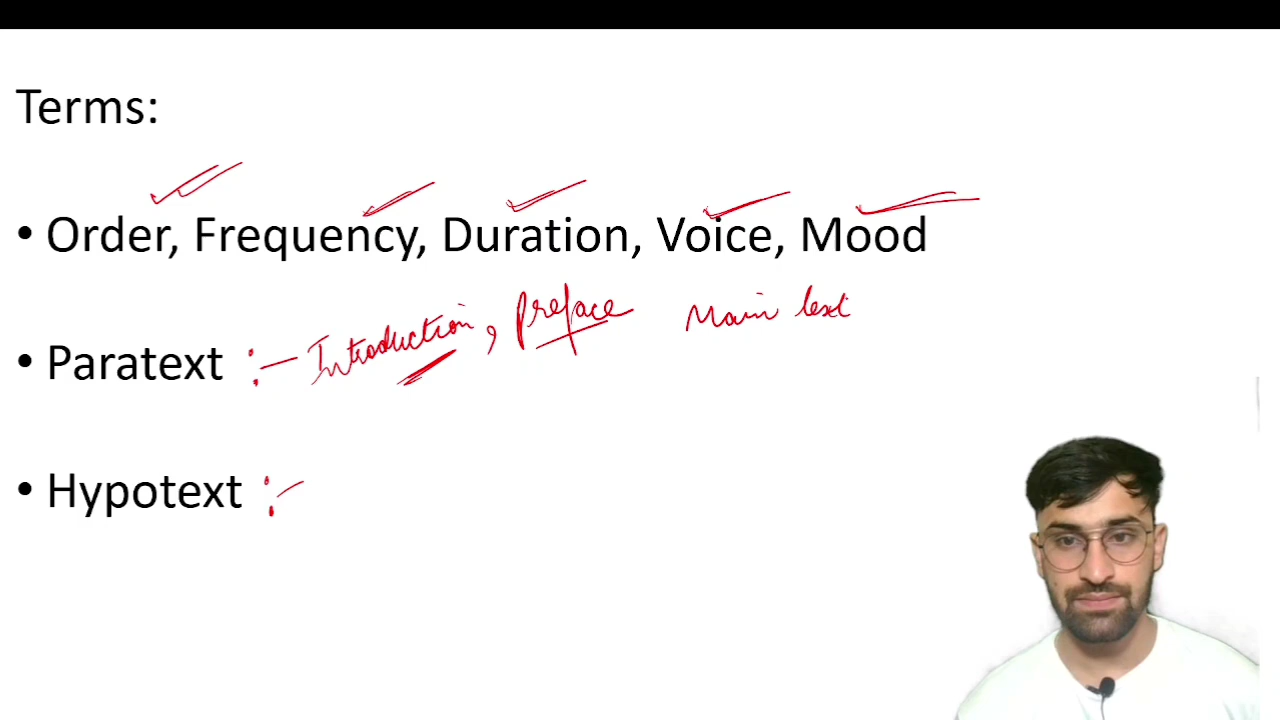 Terms:
• Order, Frequency, Duration, Voice, Mood
• Paratext :- Introduction, Preface Main text
• Hypotext :-